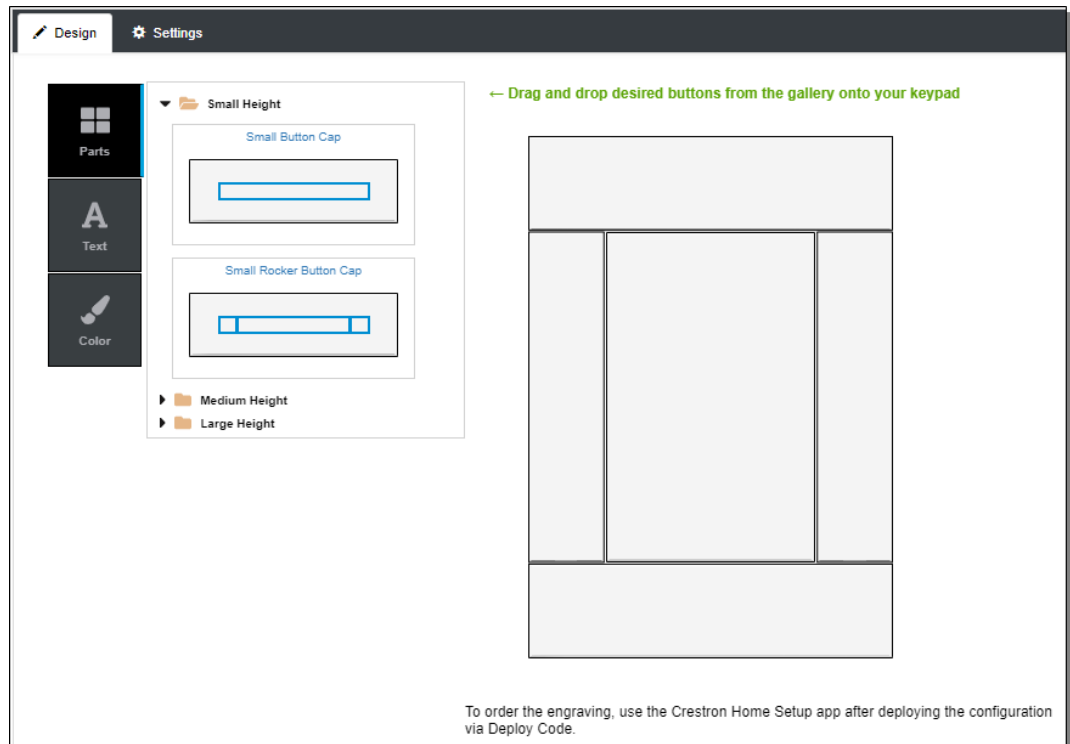 Design
Settings
Parts
Text
Color
Small Height
Small Button Cap
Small Rocker Button Cap
Medium Height
Large Height
← Drag and drop desired buttons from the gallery onto your keypad
To order the engraving, use the Crestron Home Setup app after deploying the configuration
via Deploy Code.